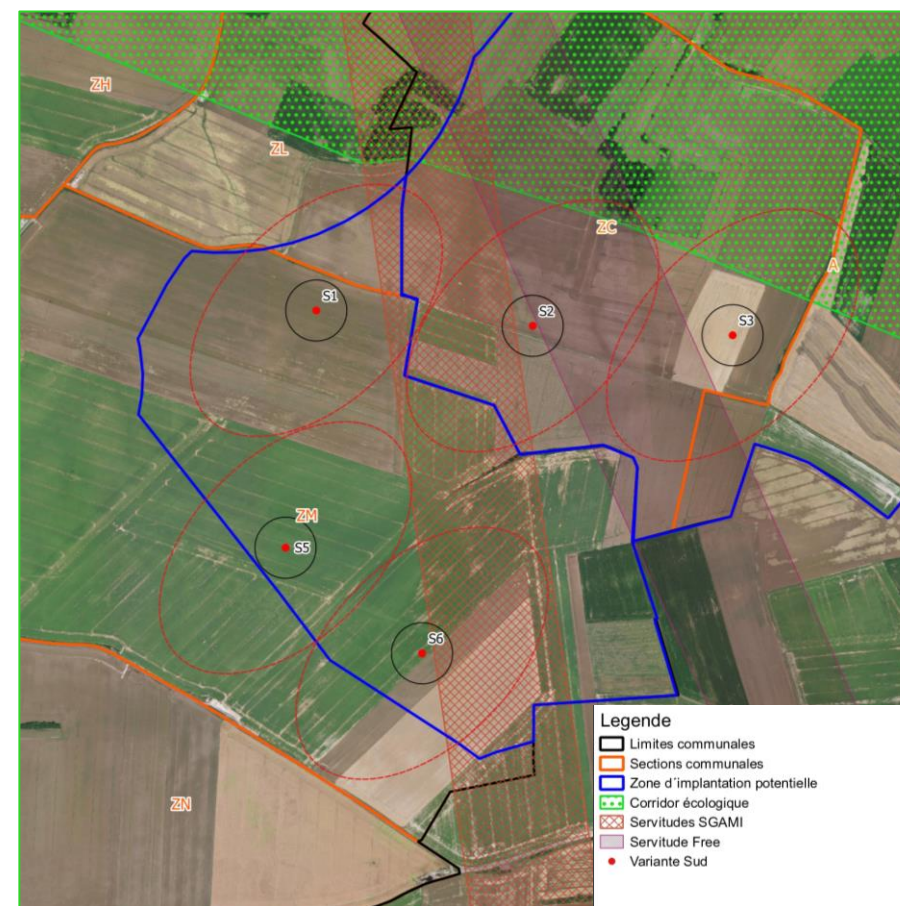 ZH
ZL
ZC
A
S1
S2
S3
ZM
S5
S6
ZN
Legende
Limites communales
Sections communales
Zone d´implantation potentielle
Corridor écologique
Servitudes SGAMI
Servitude Free
Variante Sud